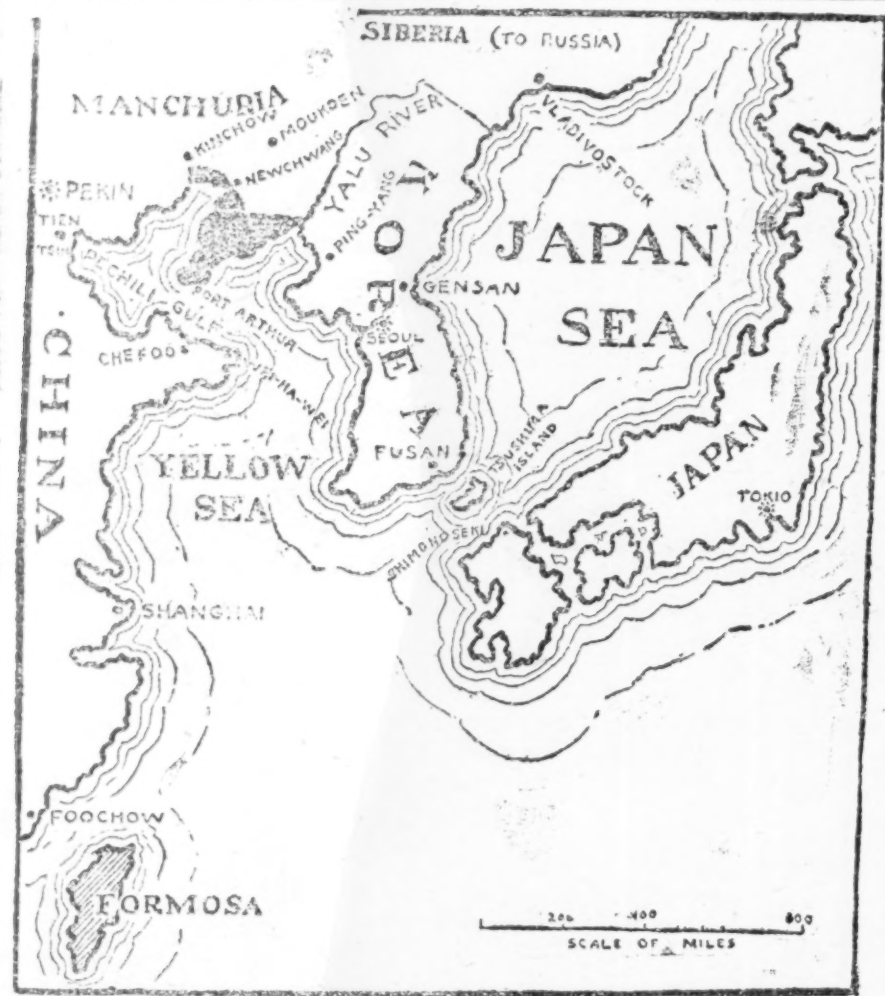 SIBERIA (TO RUSSIA)
MANCHURIA
KINCHOW
MOUKDEN
NEWCHWANG
YALU RIVER
VLADIVOSTOCK
PEKIN
TIEN
PING-YANG
KOREA
JAPAN
SEA
GENSAN
CHILI
GULF
PORT ARTHUR
SEOUL
CHEFOO
CHINA
YELLOW
SEA
FUSAN
TSUSHIMA
ISLAND
JAPAN
TOKIO
SHIMONOSEKI
SHANGHAI
FOOCHOW
FORMOSA
200 400 800
SCALE OF MILES